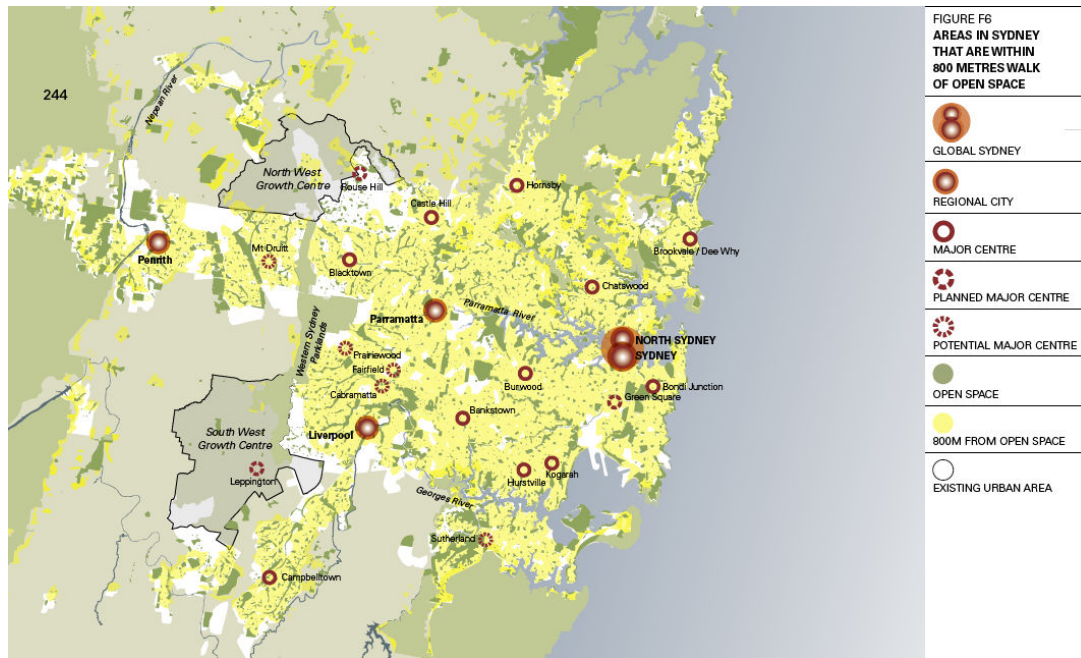 244
Nepean River
North West
Growth Centre
Rouse Hill
Castle Hill
Hornsby
Penrith
Mt Druitt
Blacktown
Brookvale / Dee Why
Chatswood
Western Sydney
Parklands
Parramatta
Parramatta River
NORTH SYDNEY
SYDNEY
Prairiewood
Fairfield
Cabramatta
Burwood
Bondi Junction
Green Square
Bankstown
Liverpool
South West
Growth Centre
Leppington
Hurstville
Kogarah
Georges River
Sutherland
Campbelltown
FIGURE F6
AREAS IN SYDNEY
THAT ARE WITHIN
800 METRES WALK
OF OPEN SPACE
GLOBAL SYDNEY
REGIONAL CITY
MAJOR CENTRE
PLANNED MAJOR CENTRE
POTENTIAL MAJOR CENTRE
OPEN SPACE
800M FROM OPEN SPACE
EXISTING URBAN AREA